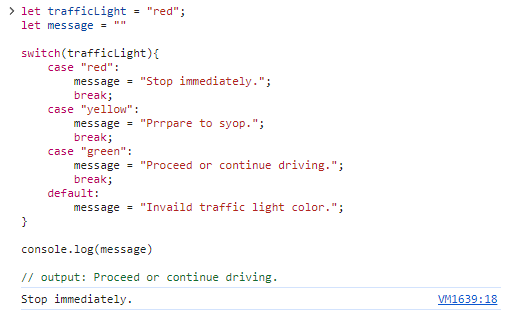 let trafficLight = "red";
let message = ""

switch(trafficLight){
    case "red":
        message = "Stop immediately.";
        break;
    case "yellow":
        message = "Prrpare to syop.";
        break;
    case "green":
        message = "Proceed or continue driving.";
        break;
    default:
        message = "Invaild traffic light color.";
}

console.log(message)

// output: Proceed or continue driving.
Stop immediately. VM1639:18